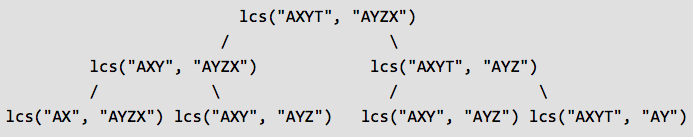 lcs("AXYT", "AYZX")
/ \
lcs("AXY", "AYZX") lcs("AXYT", "AYZ")
/ \ / \
lcs("AX", "AYZX") lcs("AXY", "AYZ") lcs("AXY", "AYZ") lcs("AXYT", "AY")